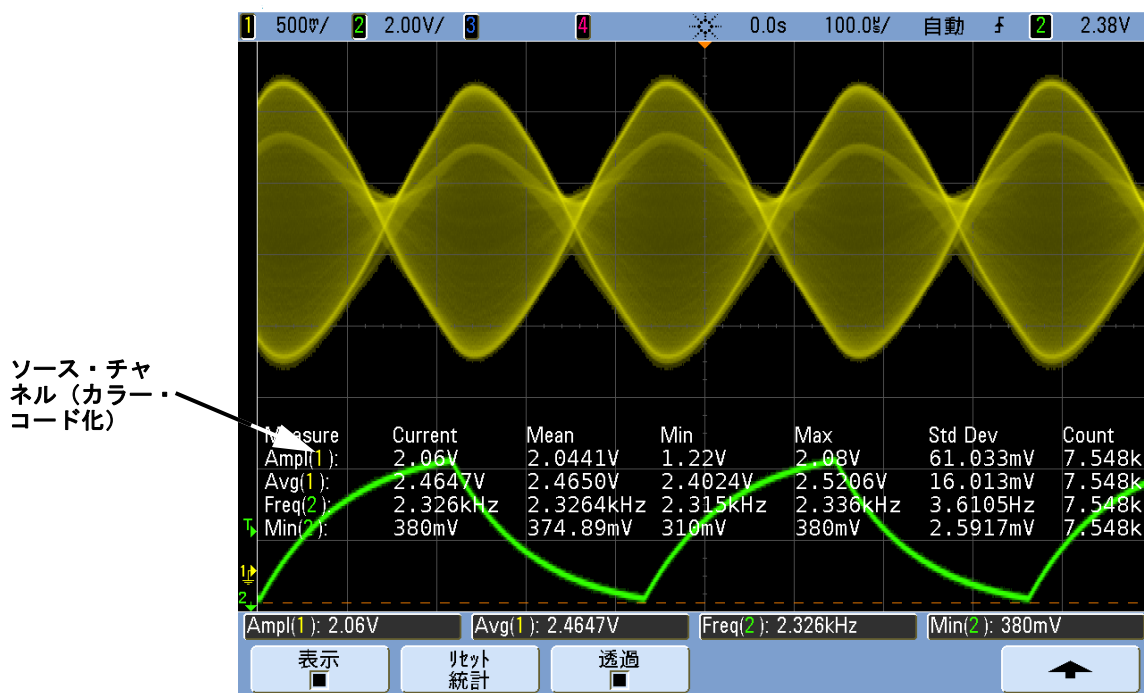 1 500m/ 2 2.00V/ 3 4 0.0s 100.0µs/ 自動 2 2.38V
ソース・チャ
ネル（カラー・
コード化）
Measure Current Mean Min Max Std Dev Count
Ampl(1): 2.06V 2.0441V 1.22V 2.08V 61.033mV 7.548k
Avg(1): 2.4647V 2.4650V 2.4024V 2.5206V 16.013mV 7.548k
Freq(2): 2.326kHz 2.3264kHz 2.315kHz 2.336kHz 3.6105Hz 7.548k
Min(2): 380mV 374.89mV 310mV 380mV 2.5917mV 7.548k
T
1
2
Ampl(1): 2.06V Avg(1): 2.4647V Freq(2): 2.326kHz Min(2): 380mV
表示 ﾘｾｯﾄ 透過
統計